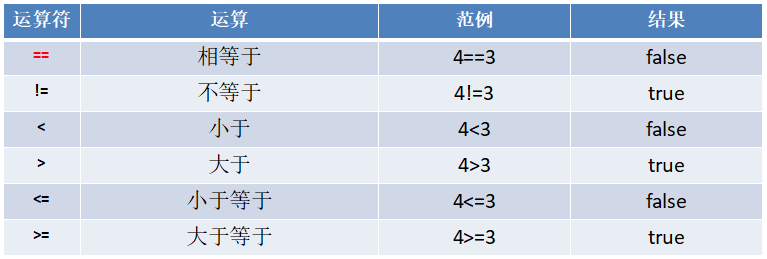 运算符 运算 范例 结果
== 相等于 4==3 false
!= 不等于 4!=3 true
< 小于 4<3 false
> 大于 4>3 true
<= 小于等于 4<=3 false
>= 大于等于 4>=3 true